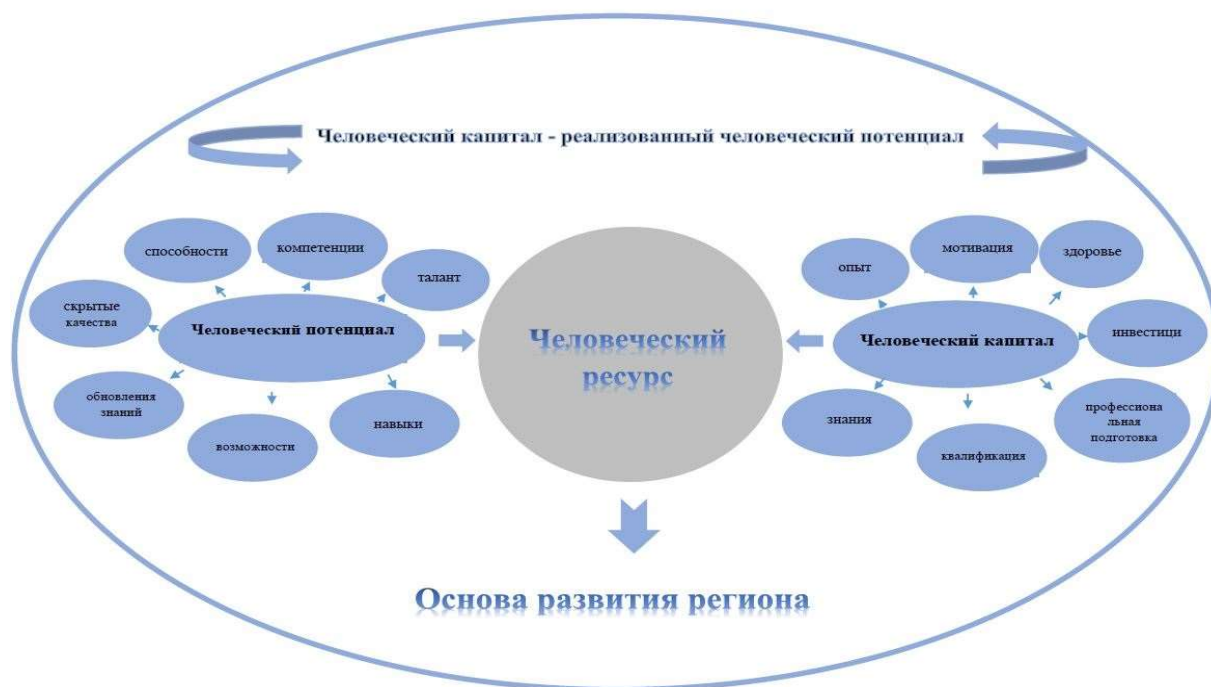 Человеческий капитал - реализованный человеческий потенциал
способности
компетенции
талант
скрытые
качества
Человеческий потенциал
обновления
знаний
возможности
навыки
Человеческий
ресурс
опыт
мотивация
здоровье
Человеческий капитал
инвестици
знания
квалификация
профессиона
льная
подготовка
Основа развития региона